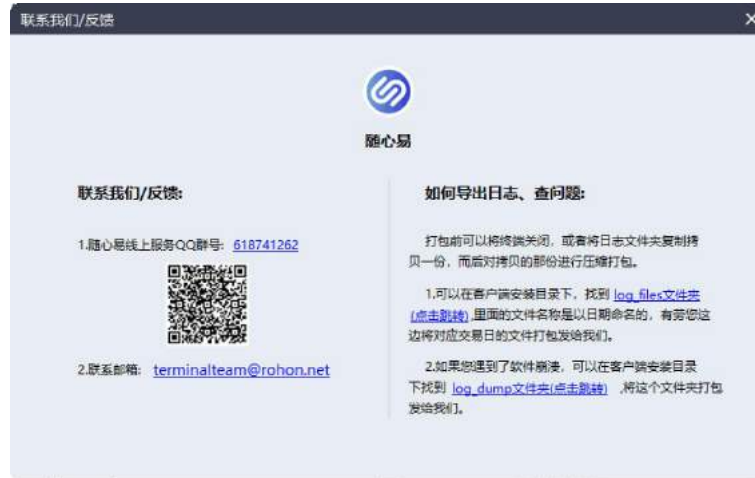 联系我们/反馈
随心易
联系我们/反馈:
1.随心易线上服务QQ群号: 618741262
2.联系邮箱: terminalteam@rohon.net
如何导出日志、查问题:
打包前可以将终端关闭，或者将日志文件夹复制拷
贝一份，而后对拷贝的那份进行压缩打包。
1.可以在客户端安装目录下，找到 log_files文件夹
(点击跳转),里面的文件名称是以日期命名的，有劳您这
边将对应交易日的文件打包发给我们。
2.如果您遇到了软件崩溃，可以在客户端安装目录
下找到 log_dump文件夹(点击跳转) ,将这个文件夹打包
发给我们。